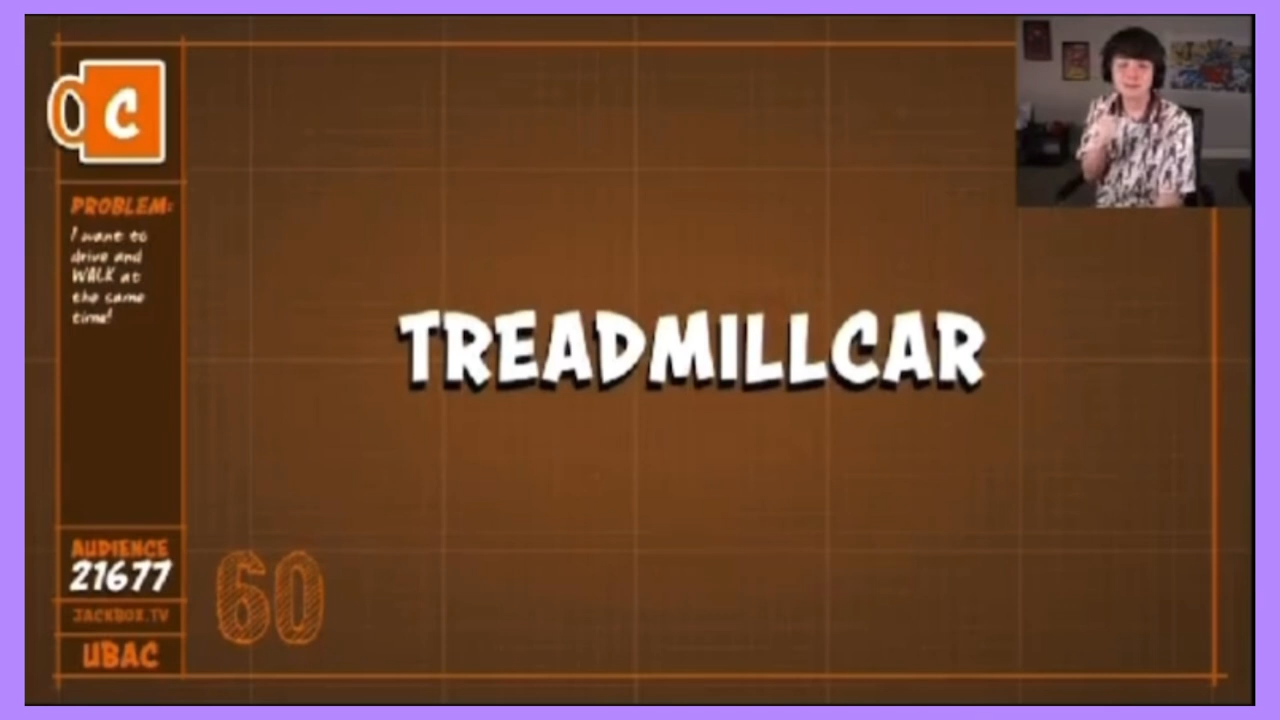 C
PROBLEM:
I want to
drive and
WALK at
the same
time!
TREADMILLCAR
AUDIENCE
21677
JACKBOX.TV
UBAC
60